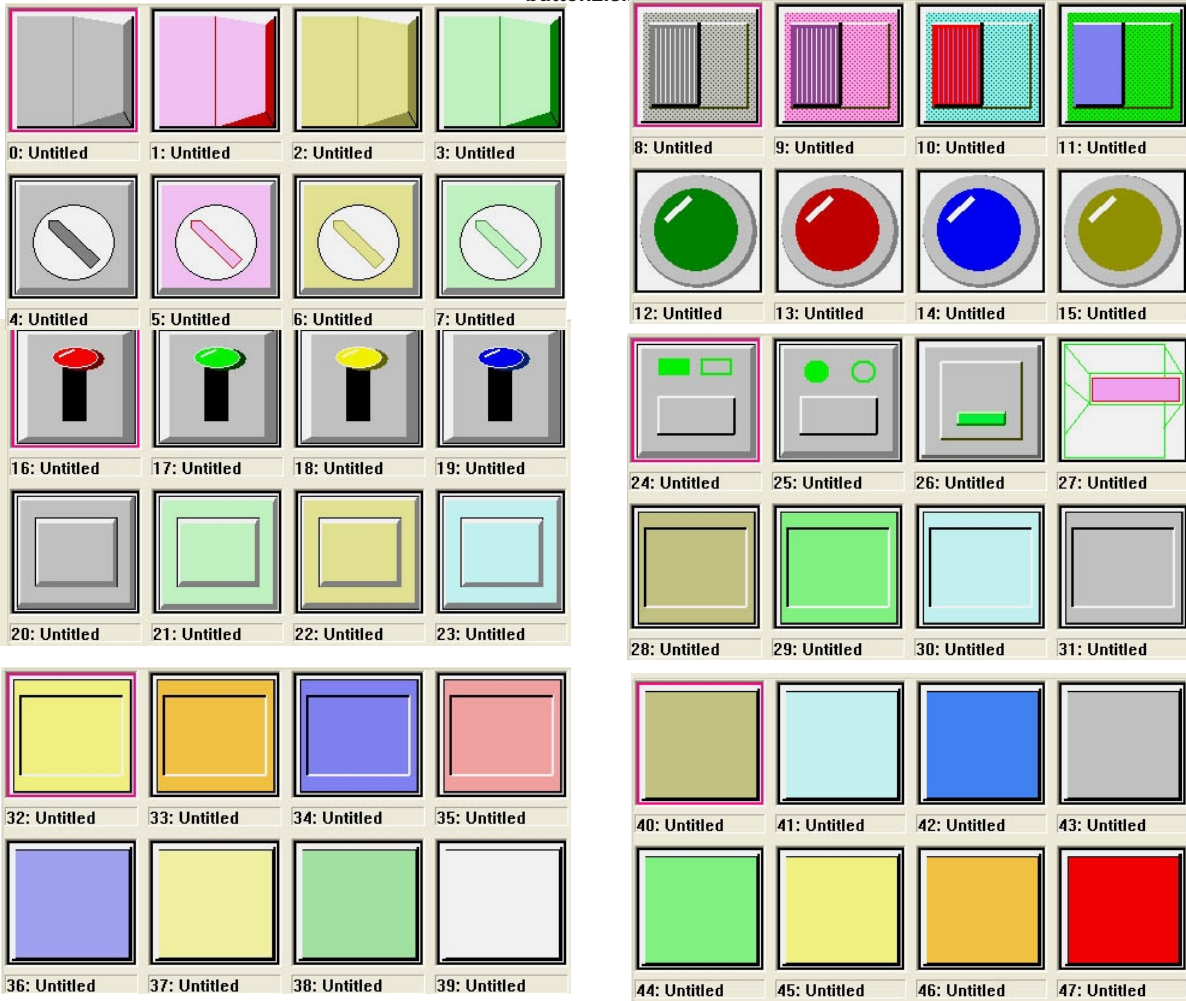 0: Untitled
1: Untitled
2: Untitled
3: Untitled
4: Untitled
5: Untitled
6: Untitled
7: Untitled
8: Untitled
9: Untitled
10: Untitled
11: Untitled
12: Untitled
13: Untitled
14: Untitled
15: Untitled
16: Untitled
17: Untitled
18: Untitled
19: Untitled
20: Untitled
21: Untitled
22: Untitled
23: Untitled
24: Untitled
25: Untitled
26: Untitled
27: Untitled
28: Untitled
29: Untitled
30: Untitled
31: Untitled
32: Untitled
33: Untitled
34: Untitled
35: Untitled
36: Untitled
37: Untitled
38: Untitled
39: Untitled
40: Untitled
41: Untitled
42: Untitled
43: Untitled
44: Untitled
45: Untitled
46: Untitled
47: Untitled